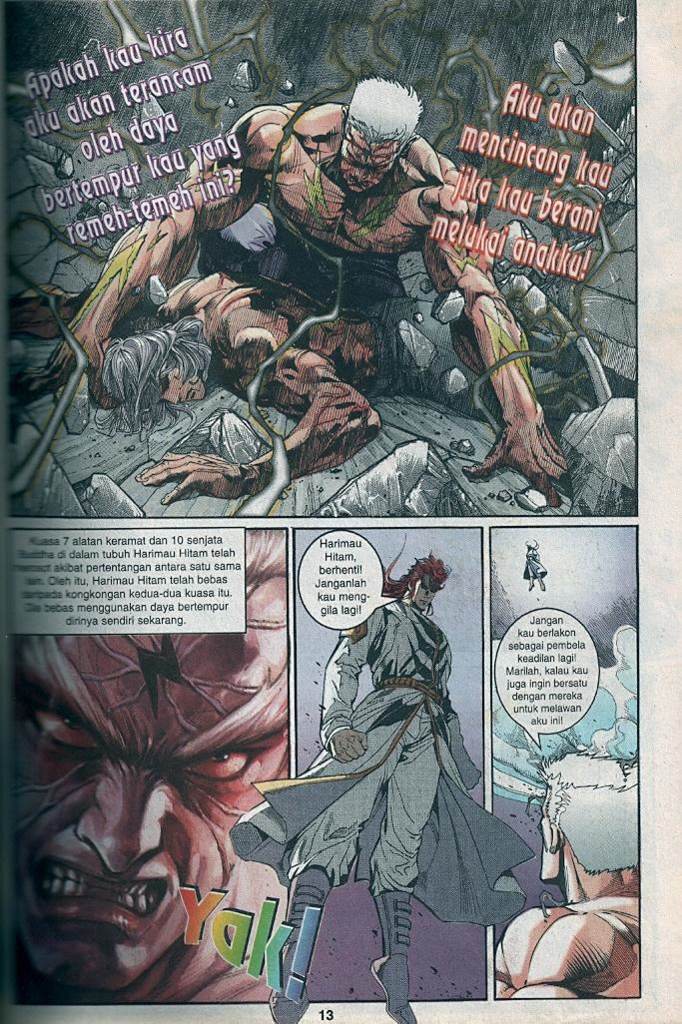 Apakah kau kira
aku akan terancam
oleh daya
bertempur kau yang
remeh-temeh ini?
Aku akan
mencincang kau
jika kau berani
melukai anakku!
Kuasa 7 alatan keramat dan 10 senjata
Buddha di dalam tubuh Harimau Hitam telah
akibat pertentangan antara satu sama
lain. Oleh itu, Harimau Hitam telah bebas
daripada kongkongan kedua-dua kuasa itu.
Dia bebas menggunakan daya bertempur
dirinya sendiri sekarang.
Harimau
Hitam,
berhenti!
Janganlah
kau meng-
gila lagi!
Jangan
kau berlakon
sebagai pembela
keadilan lagi!
Marilah, kalau kau
juga ingin bersatu
dengan mereka
untuk melawan
aku ini!
Yak!
13